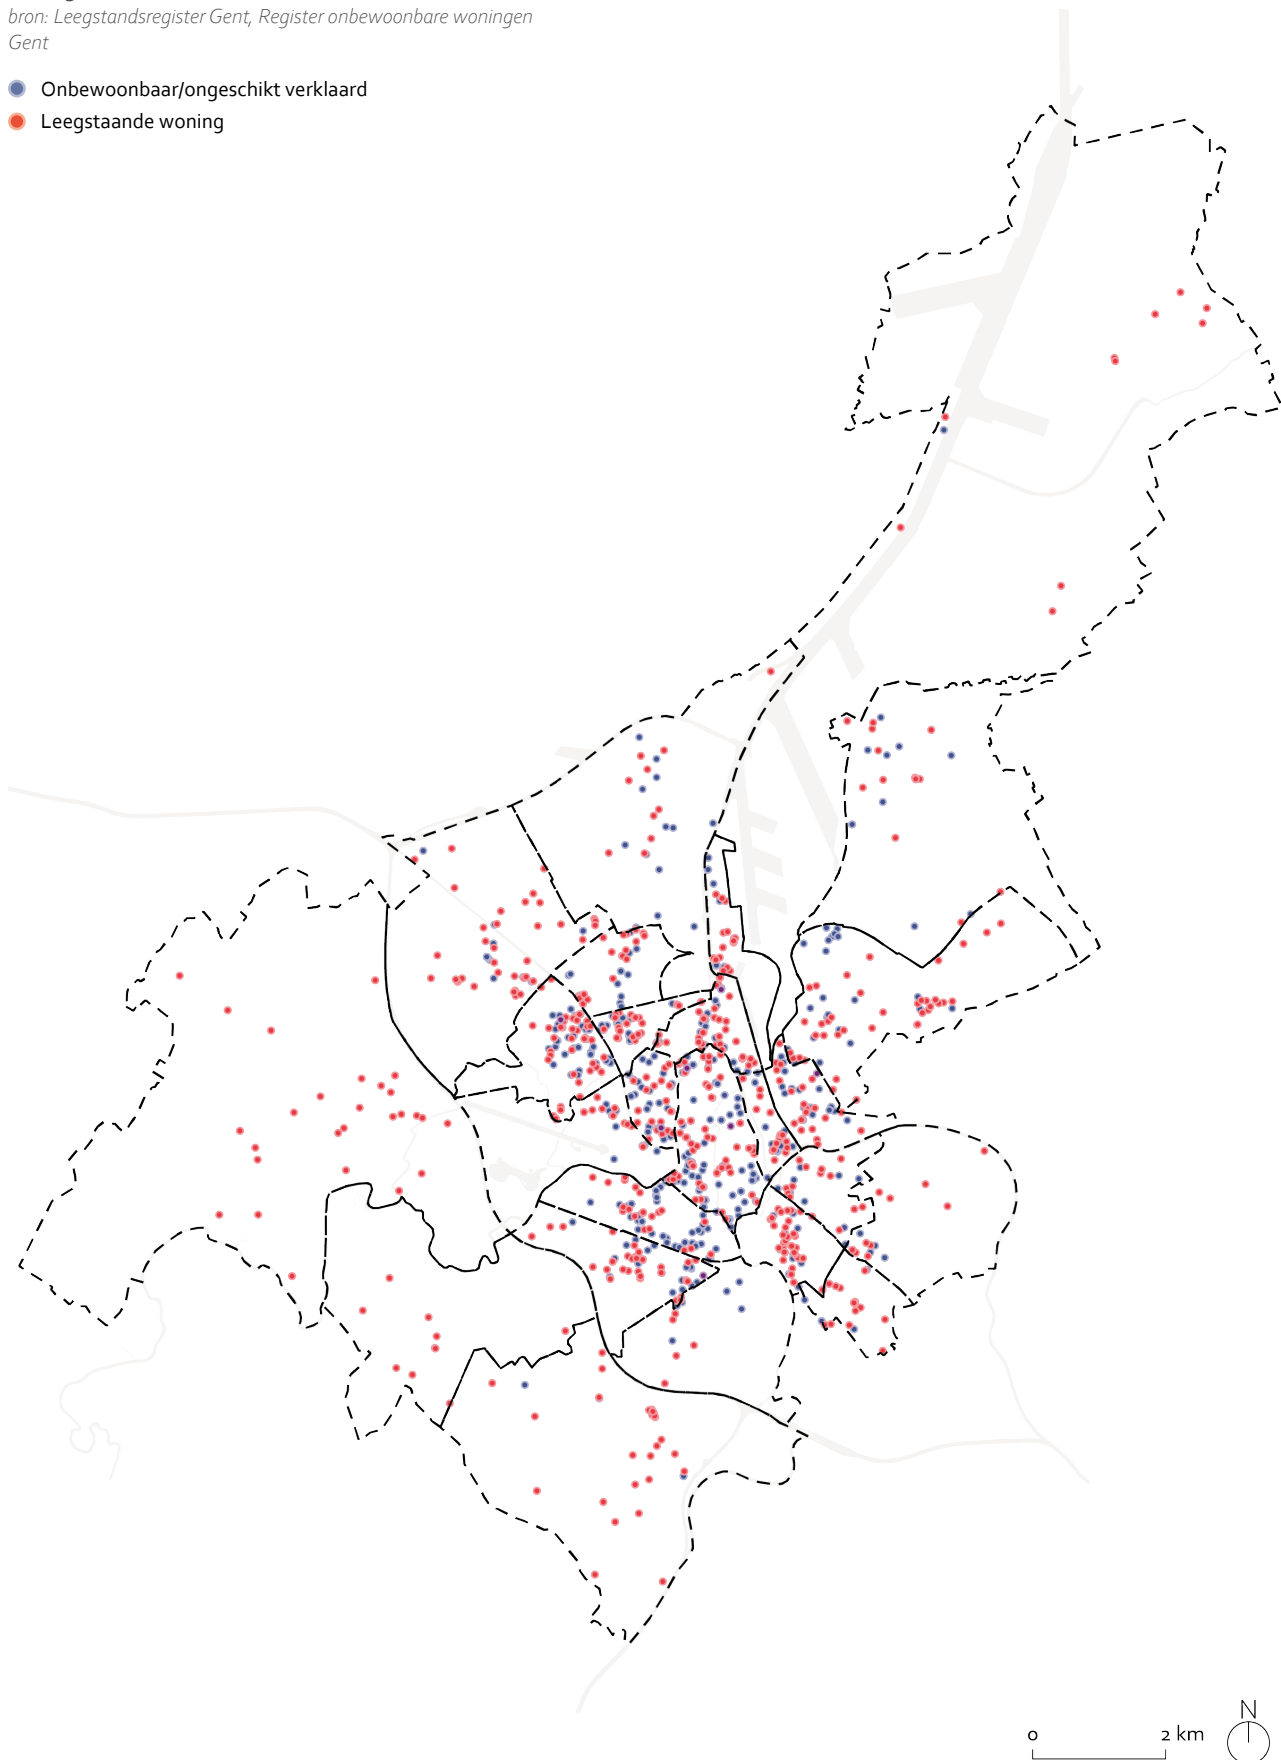 bron: Leegstandsregister Gent, Register onbewoonbare woningen
Gent
Onbewoonbaar/ongeschikt verklaard
Leegstaande woning
N
0 2 km